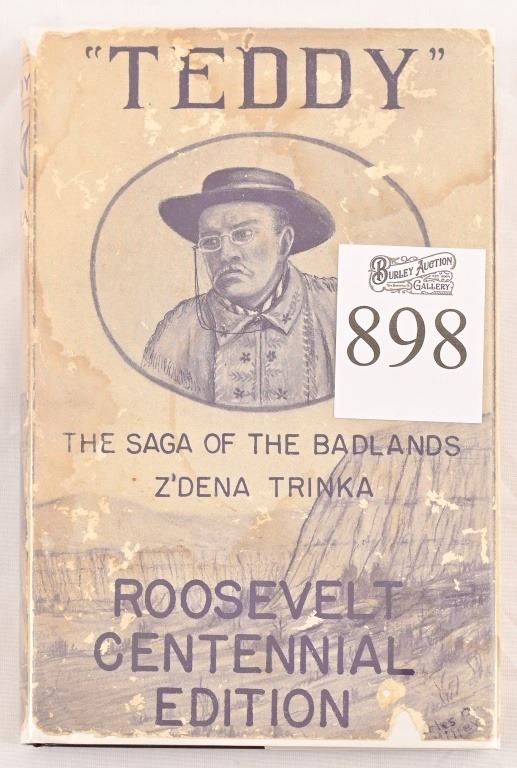 "TEDDY"
BURLEY AUCTION
GALLERY
898
THE SAGA OF THE BADLANDS
Z'DENA TRINKA
ROOSEVELT
CENTENNIAL
EDITION